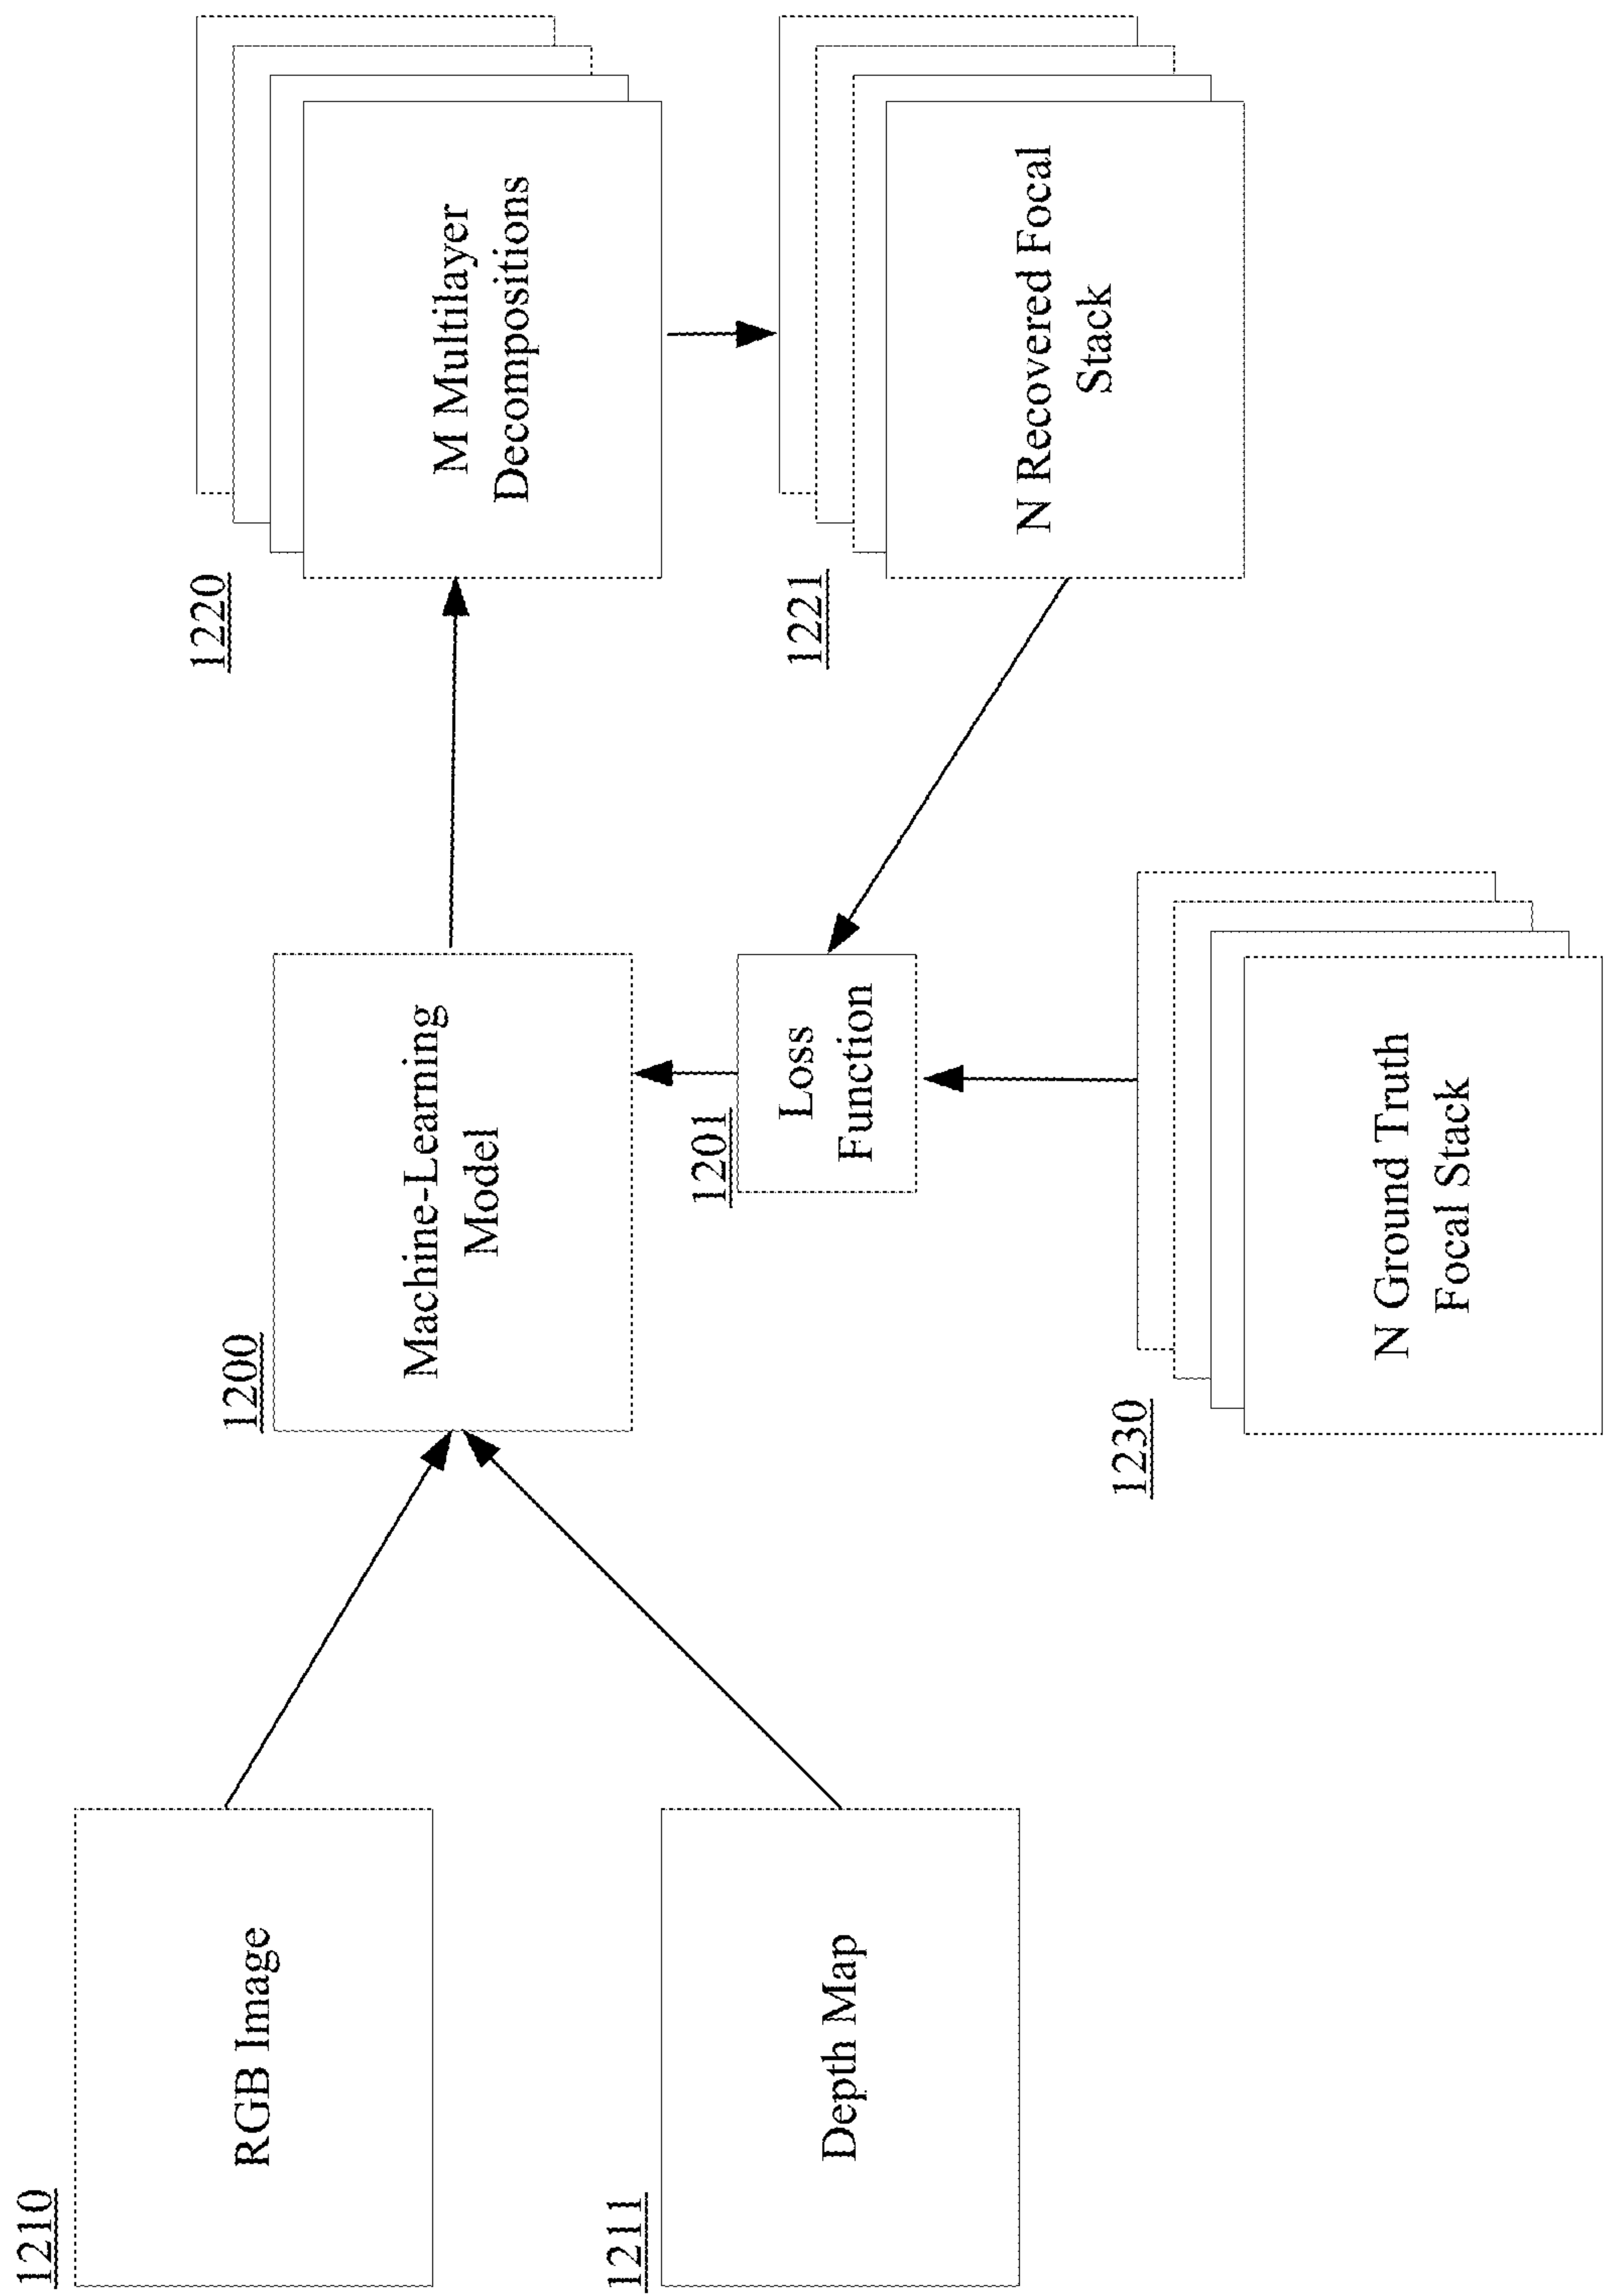 1210
RGB Image
1211
Depth Map
1200
Machine-Learning
Model
1201
Loss
Function
1230
N Ground Truth
Focal Stack
1220
M Multilayer
Decompositions
1221
N Recovered Focal
Stack